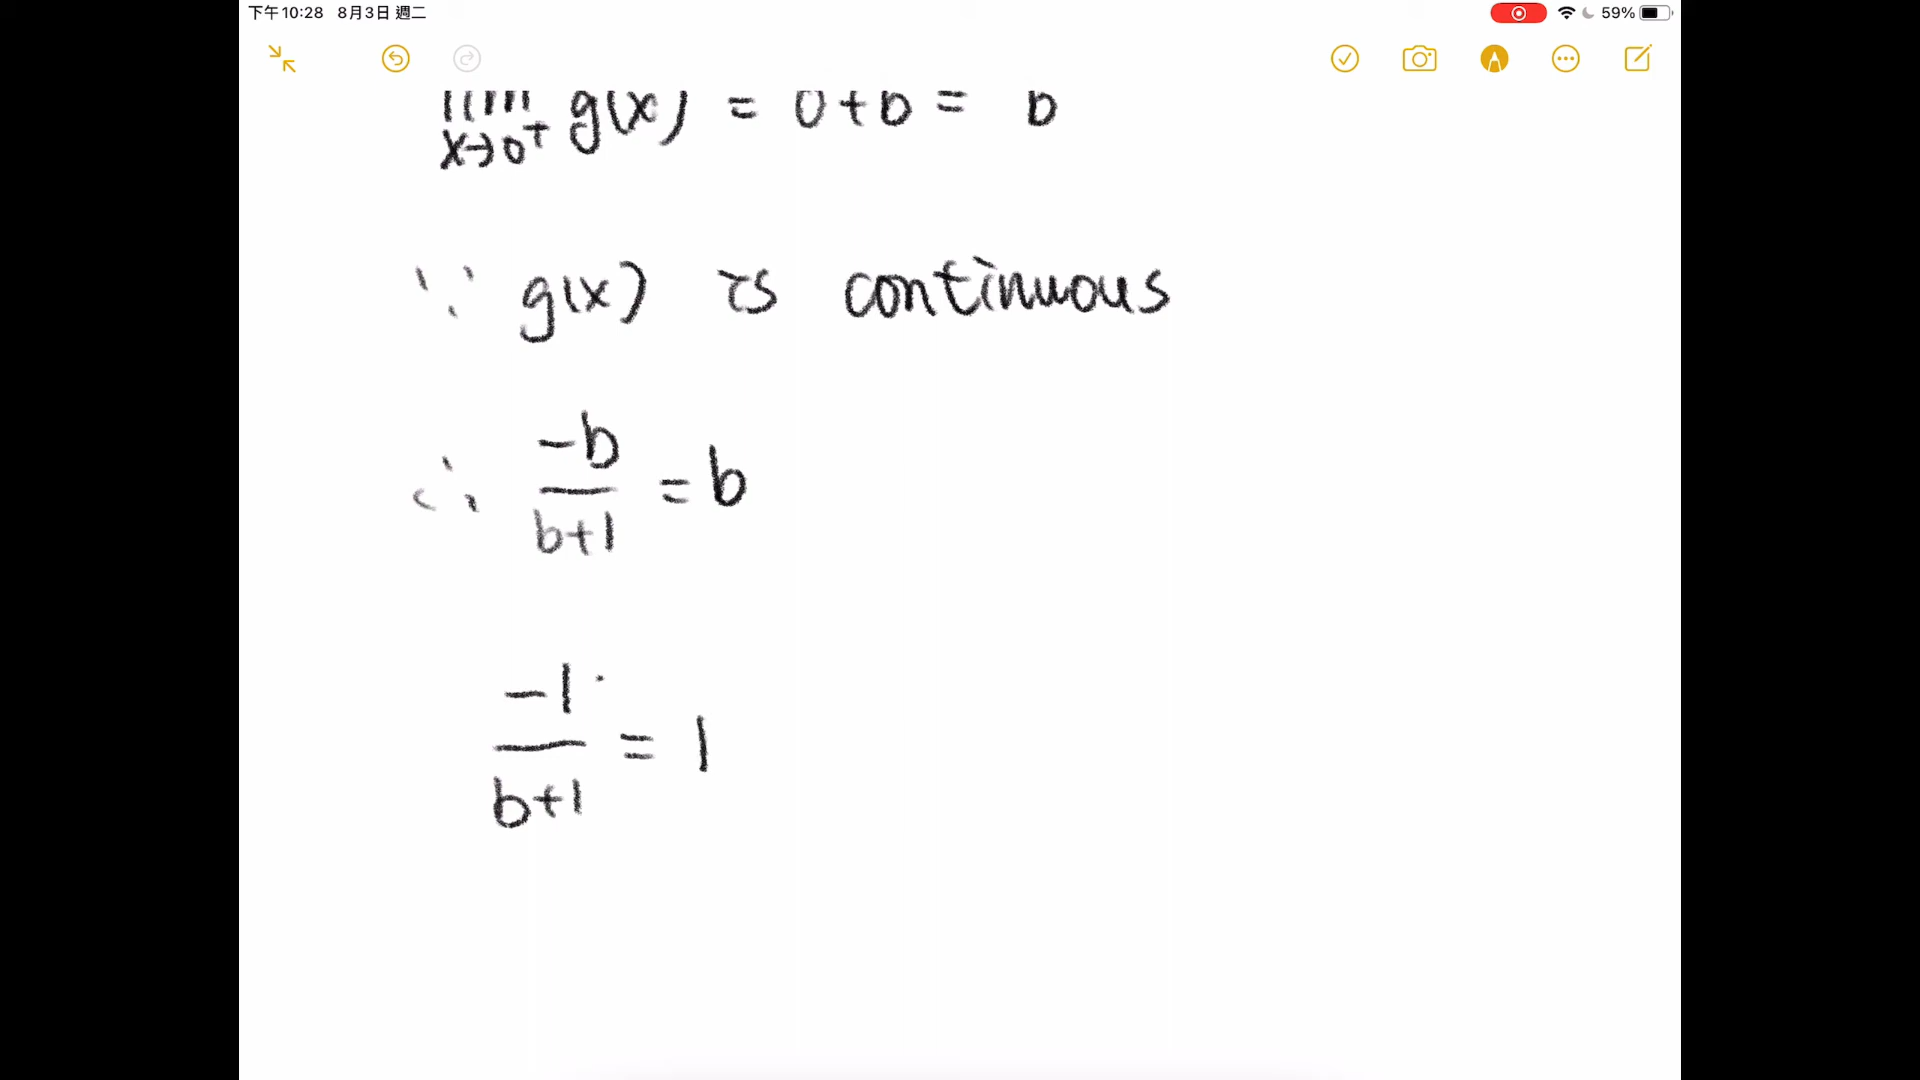 下午10:28 8月3日 週二 59%
lim x→0⁺ g(x) = 0+b = b
∵ g(x) is continuous
∴ -b/b+1 = b
-1/b+1 = 1